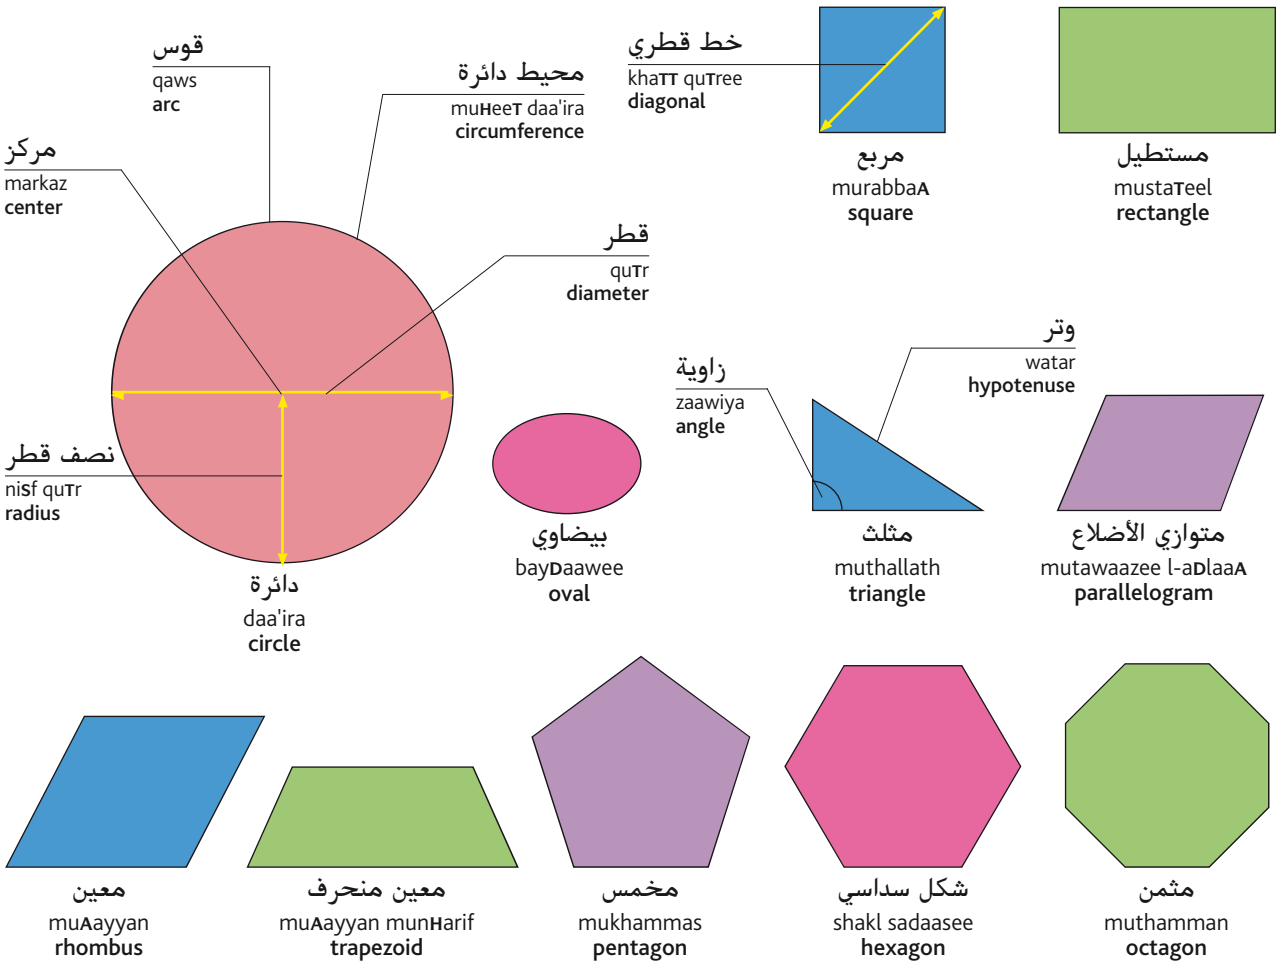 قوس
qaws
arc
محيط دائرة
muHeeT daa'ira
circumference
مركز
markaz
center
قطر
quTr
diameter
نصف قطر
niSf quTr
radius
دائرة
daa'ira
circle
خط قطري
khaTT quTree
diagonal
مربع
murabbaA
square
مستطيل
mustaTeel
rectangle
بيضاوي
bayDaawee
oval
زاوية
zaawiya
angle
وتر
watar
hypotenuse
مثلث
muthallath
triangle
متوازي الأضلاع
mutawaazee l-aDlaaA
parallelogram
معين
muAayyan
rhombus
معين منحرف
muAayyan munHarif
trapezoid
مخمس
mukhammas
pentagon
شكل سداسي
shakl sadaasee
hexagon
مثمن
muthamman
octagon